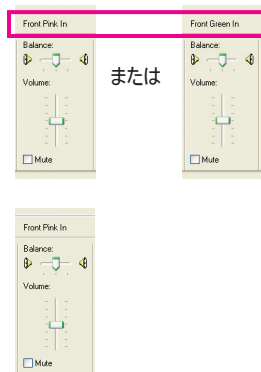 Front Pink In
Balance:
Volume:
Mute
または
Front Green In
Balance:
Volume:
Mute
Front Pink In
Balance:
Volume:
Mute